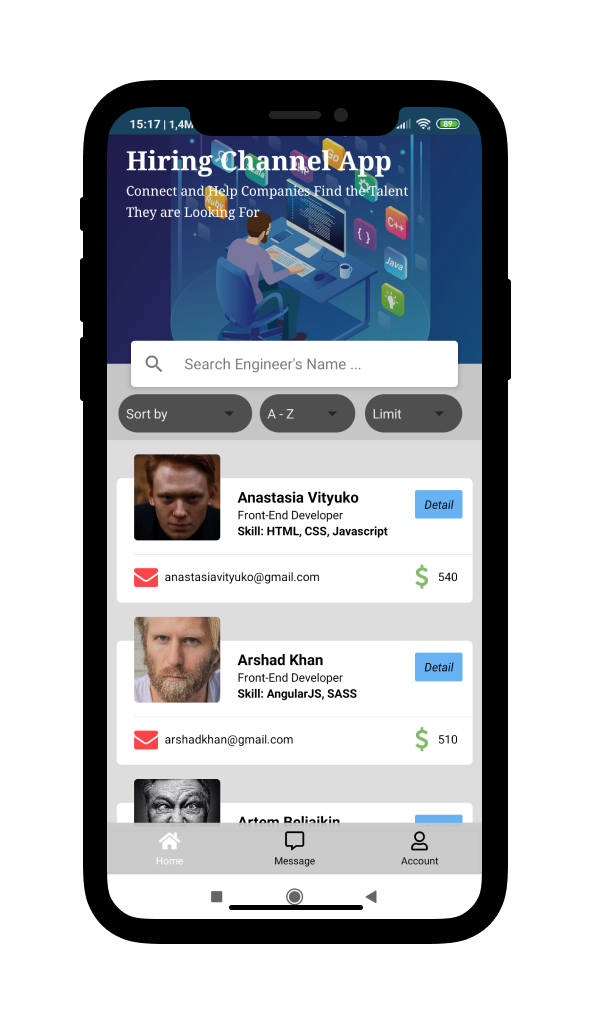 15:17 | 1,4M
89
Hiring Channel App
Connect and Help Companies Find the Talent
They are Looking For
Go
C++
Java
{ }
Ruby
Search Engineer's Name ...
Sort by
A - Z
Limit
Anastasia Vityuko
Front-End Developer
Skill: HTML, CSS, Javascript
Detail
anastasiavityuko@gmail.com
$ 540
Arshad Khan
Front-End Developer
Skill: AngularJS, SASS
Detail
arshadkhan@gmail.com
$ 510
Artem Beliaikin
Home
Message
Account